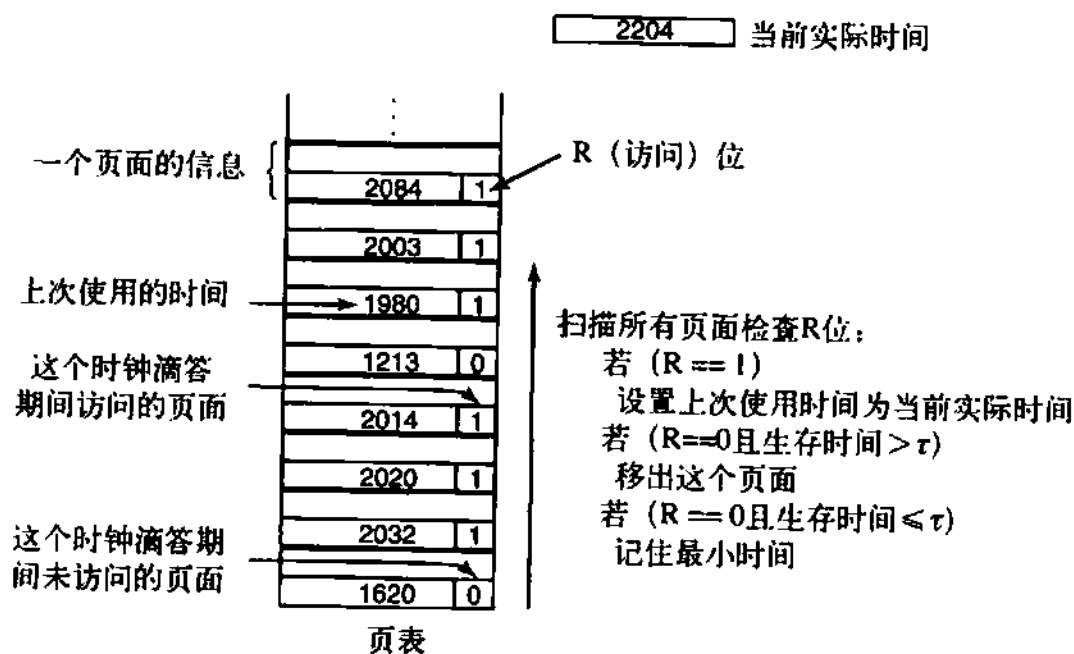 2204 当前实际时间
一个页面的信息
R（访问）位
2084 1
2003 1
上次使用的时间
1980 1
1213 0
这个时钟滴答
期间访问的页面
2014 1
2020 1
2032 1
这个时钟滴答期
间未访问的页面
1620 0
页表
扫描所有页面检查R位：
若（R == 1）
设置上次使用时间为当前实际时间
若（R==0且生存时间>τ）
移出这个页面
若（R == 0且生存时间≤τ）
记住最小时间